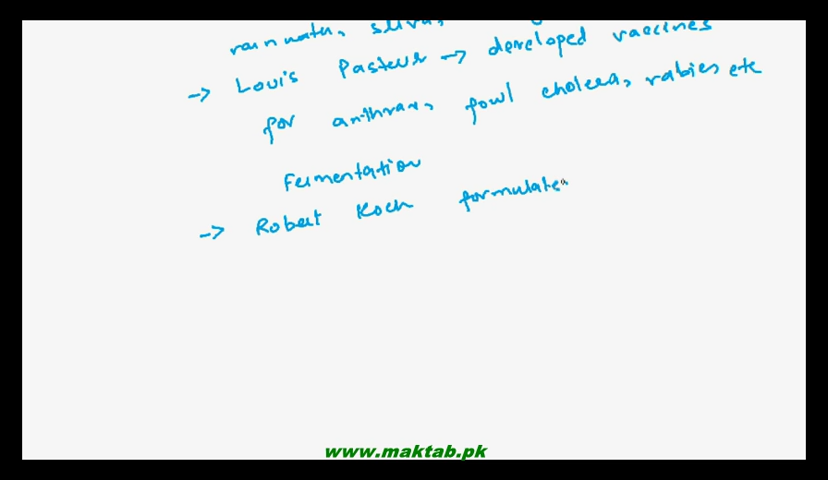 rain water, saliva,
→ Louis Pasteur → developed vaccines
for anthrax, fowl cholera, rabies etc
Fermentation
→ Robert Koch formulate
www.maktab.pk